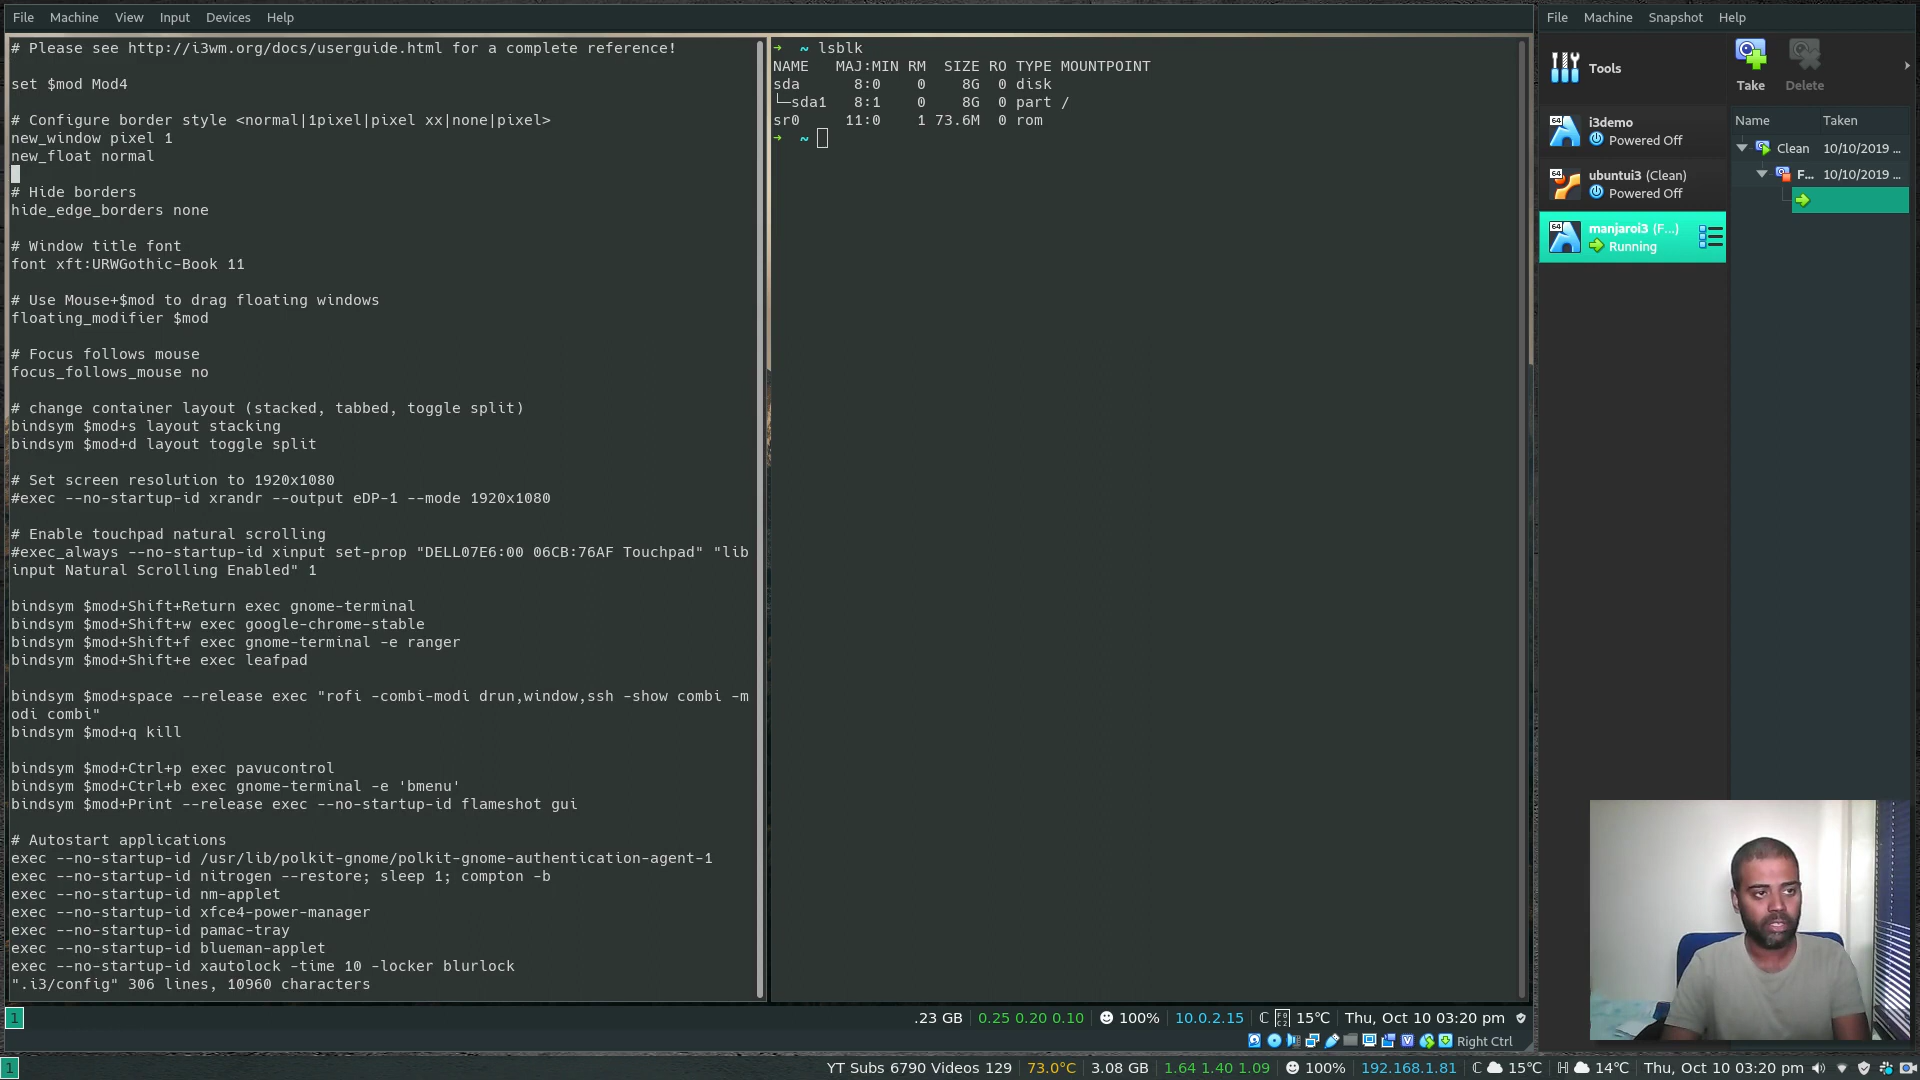 File Machine View Input Devices Help
# Please see http://i3wm.org/docs/userguide.html for a complete reference!
set $mod Mod4
# Configure border style <normal|1pixel|pixel xx|none|pixel>
new_window pixel 1
new_float normal
# Hide borders
hide_edge_borders none
# Window title font
font xft:URWGothic-Book 11
# Use Mouse+$mod to drag floating windows
floating_modifier $mod
# Focus follows mouse
focus_follows_mouse no
# change container layout (stacked, tabbed, toggle split)
bindsym $mod+s layout stacking
bindsym $mod+d layout toggle split
# Set screen resolution to 1920x1080
#exec --no-startup-id xrandr --output eDP-1 --mode 1920x1080
# Enable touchpad natural scrolling
#exec_always --no-startup-id xinput set-prop "DELL07E6:00 06CB:76AF Touchpad" "lib
input Natural Scrolling Enabled" 1
bindsym $mod+Shift+Return exec gnome-terminal
bindsym $mod+Shift+w exec google-chrome-stable
bindsym $mod+Shift+f exec gnome-terminal -e ranger
bindsym $mod+Shift+e exec leafpad
bindsym $mod+space --release exec "rofi -combi-modi drun,window,ssh -show combi -m
odi combi"
bindsym $mod+q kill
bindsym $mod+Ctrl+p exec pavucontrol
bindsym $mod+Ctrl+b exec gnome-terminal -e 'bmenu'
bindsym $mod+Print --release exec --no-startup-id flameshot gui
# Autostart applications
exec --no-startup-id /usr/lib/polkit-gnome/polkit-gnome-authentication-agent-1
exec --no-startup-id nitrogen --restore; sleep 1; compton -b
exec --no-startup-id nm-applet
exec --no-startup-id xfce4-power-manager
exec --no-startup-id pamac-tray
exec --no-startup-id blueman-applet
exec --no-startup-id xautolock -time 10 -locker blurlock
".i3/config" 306 lines, 10960 characters
➜ ~ lsblk
NAME MAJ:MIN RM SIZE RO TYPE MOUNTPOINT
sda 8:0 0 8G 0 disk
└─sda1 8:1 0 8G 0 part /
sr0 11:0 1 73.6M 0 rom
➜ ~
1 .23 GB 0.25 0.20 0.10 100% 10.0.2.15 ℂ 15℃ Thu, Oct 10 03:20 pm
Right Ctrl
File Machine Snapshot Help
Tools
Take Delete
64 i3demo
Powered Off
64 ubuntui3 (Clean)
Powered Off
64 manjaroi3 (F...)
Running
Name Taken
Clean 10/10/2019 ...
F... 10/10/2019 ...
1 YT Subs 6790 Videos 129 73.0°C 3.08 GB 1.64 1.40 1.09 100% 192.168.1.81 ℂ 15℃ ℍ 14℃ Thu, Oct 10 03:20 pm